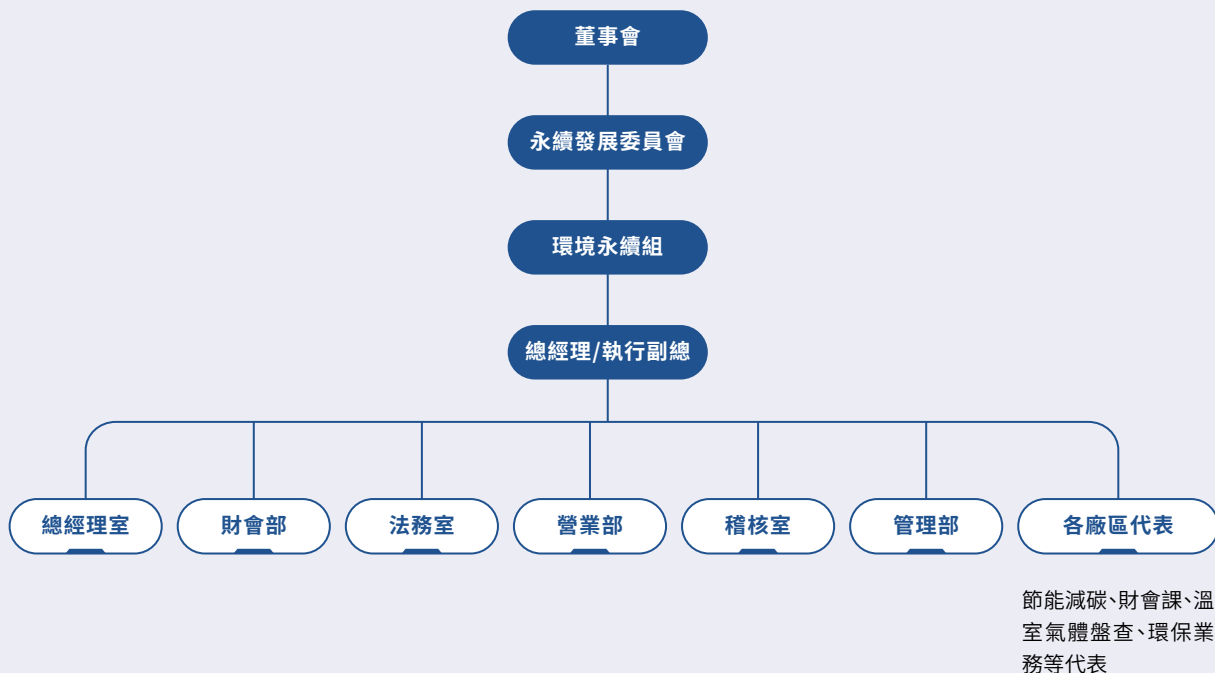 董事會
永續發展委員會
環境永續組
總經理/執行副總
總經理室
財會部
法務室
營業部
稽核室
管理部
各廠區代表
節能減碳、財會課、溫
室氣體盤查、環保業
務等代表